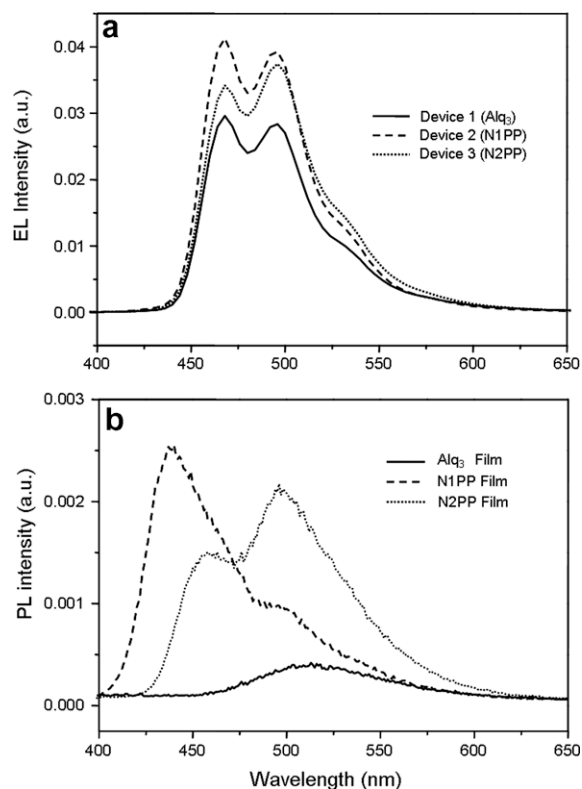 a
EL Intensity (a.u.)
0.04
0.03
0.02
0.01
0.00
Device 1 (Alq₃)
Device 2 (N1PP)
Device 3 (N2PP)
400 450 500 550 600 650
b
PL intensity (a.u.)
0.003
0.002
0.001
0.000
Alq₃ Film
N1PP Film
N2PP Film
400 450 500 550 600 650
Wavelength (nm)